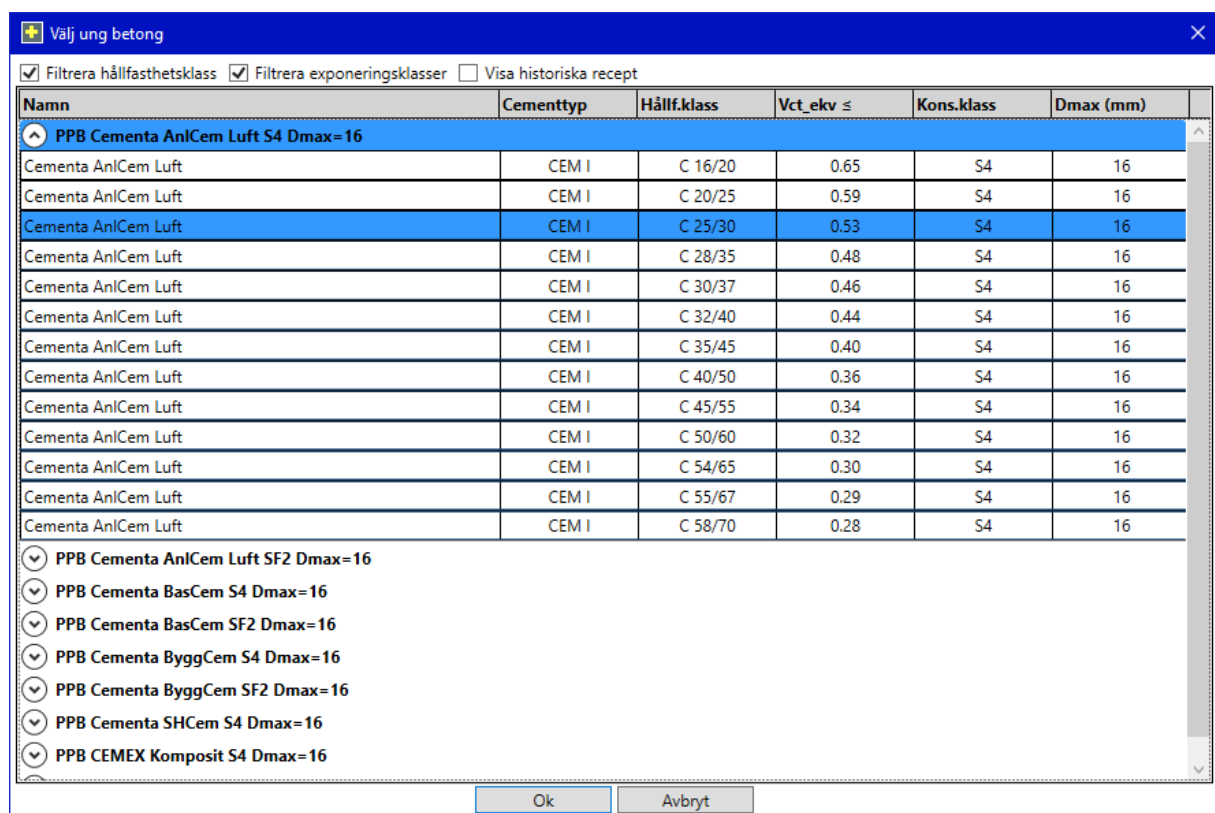 Välj ung betong
Filtrera hållfasthetsklass Filtrera exponeringsklasser Visa historiska recept
Namn Cementtyp Hållf.klass Vct_ekv ≤ Kons.klass Dmax (mm)
PPB Cementa AnlCem Luft S4 Dmax=16
Cementa AnlCem Luft CEM I C 16/20 0.65 S4 16
Cementa AnlCem Luft CEM I C 20/25 0.59 S4 16
Cementa AnlCem Luft CEM I C 25/30 0.53 S4 16
Cementa AnlCem Luft CEM I C 28/35 0.48 S4 16
Cementa AnlCem Luft CEM I C 30/37 0.46 S4 16
Cementa AnlCem Luft CEM I C 32/40 0.44 S4 16
Cementa AnlCem Luft CEM I C 35/45 0.40 S4 16
Cementa AnlCem Luft CEM I C 40/50 0.36 S4 16
Cementa AnlCem Luft CEM I C 45/55 0.34 S4 16
Cementa AnlCem Luft CEM I C 50/60 0.32 S4 16
Cementa AnlCem Luft CEM I C 54/65 0.30 S4 16
Cementa AnlCem Luft CEM I C 55/67 0.29 S4 16
Cementa AnlCem Luft CEM I C 58/70 0.28 S4 16
PPB Cementa AnlCem Luft SF2 Dmax=16
PPB Cementa BasCem S4 Dmax=16
PPB Cementa BasCem SF2 Dmax=16
PPB Cementa ByggCem S4 Dmax=16
PPB Cementa ByggCem SF2 Dmax=16
PPB Cementa SHCem S4 Dmax=16
PPB CEMEX Komposit S4 Dmax=16
Ok Avbryt